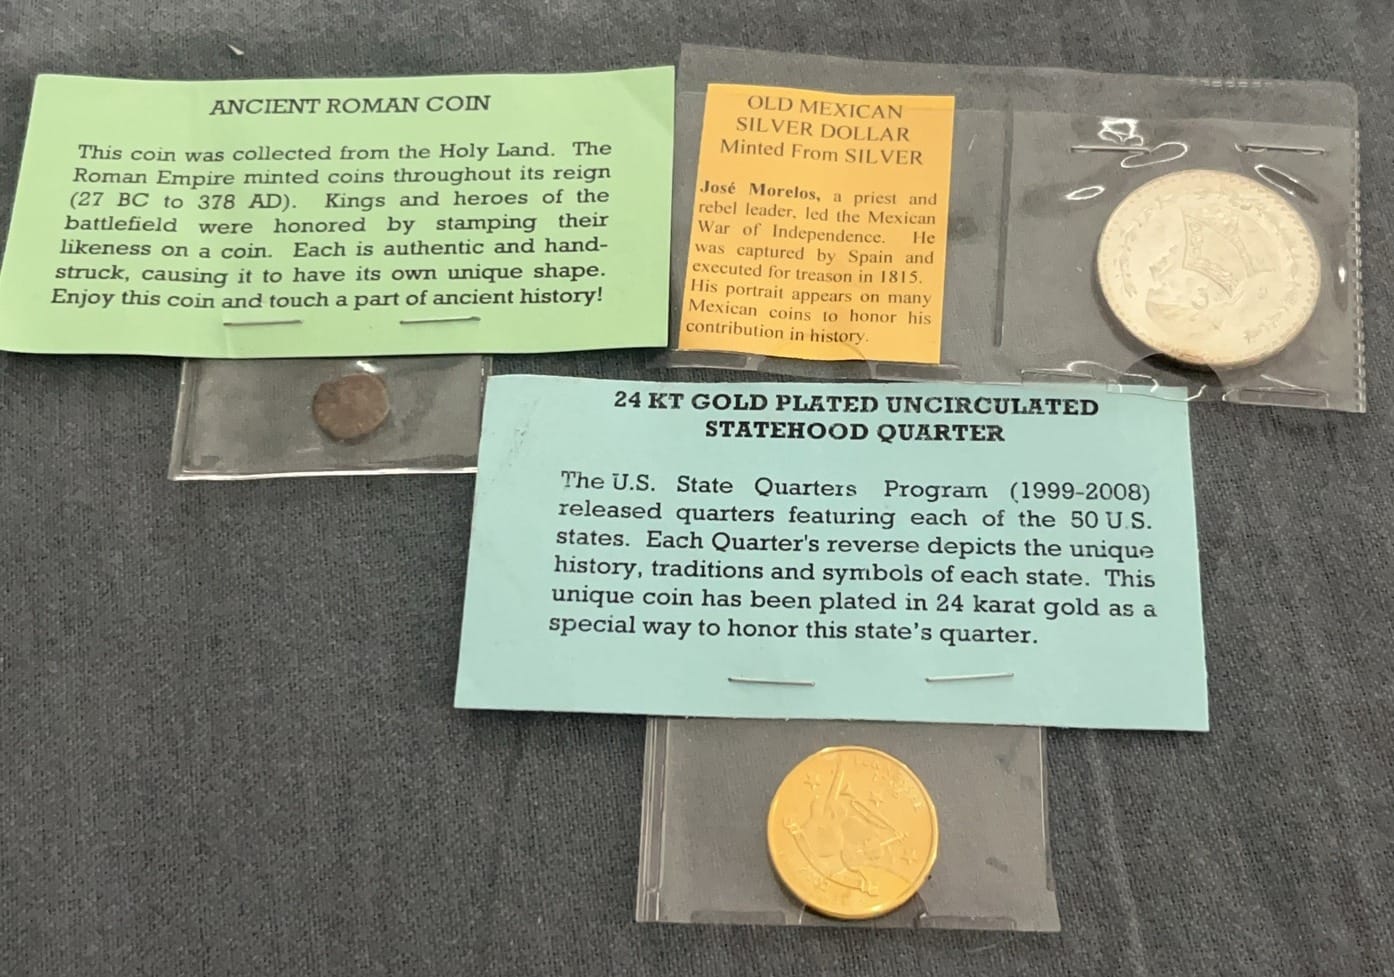 ANCIENT ROMAN COIN
This coin was collected from the Holy Land. The
Roman Empire minted coins throughout its reign
(27 BC to 378 AD). Kings and heroes of the
battlefield were honored by stamping their
likeness on a coin. Each is authentic and hand-
struck, causing it to have its own unique shape.
Enjoy this coin and touch a part of ancient history!
OLD MEXICAN
SILVER DOLLAR
Minted From SILVER
José Morelos, a priest and
rebel leader, led the Mexican
War of Independence. He
was captured by Spain and
executed for treason in 1815.
His portrait appears on many
Mexican coins to honor his
contribution in history.
24 KT GOLD PLATED UNCIRCULATED
STATEHOOD QUARTER
The U.S. State Quarters Program (1999-2008)
released quarters featuring each of the 50 U.S.
states. Each Quarter's reverse depicts the unique
history, traditions and symbols of each state. This
unique coin has been plated in 24 karat gold as a
special way to honor this state's quarter.